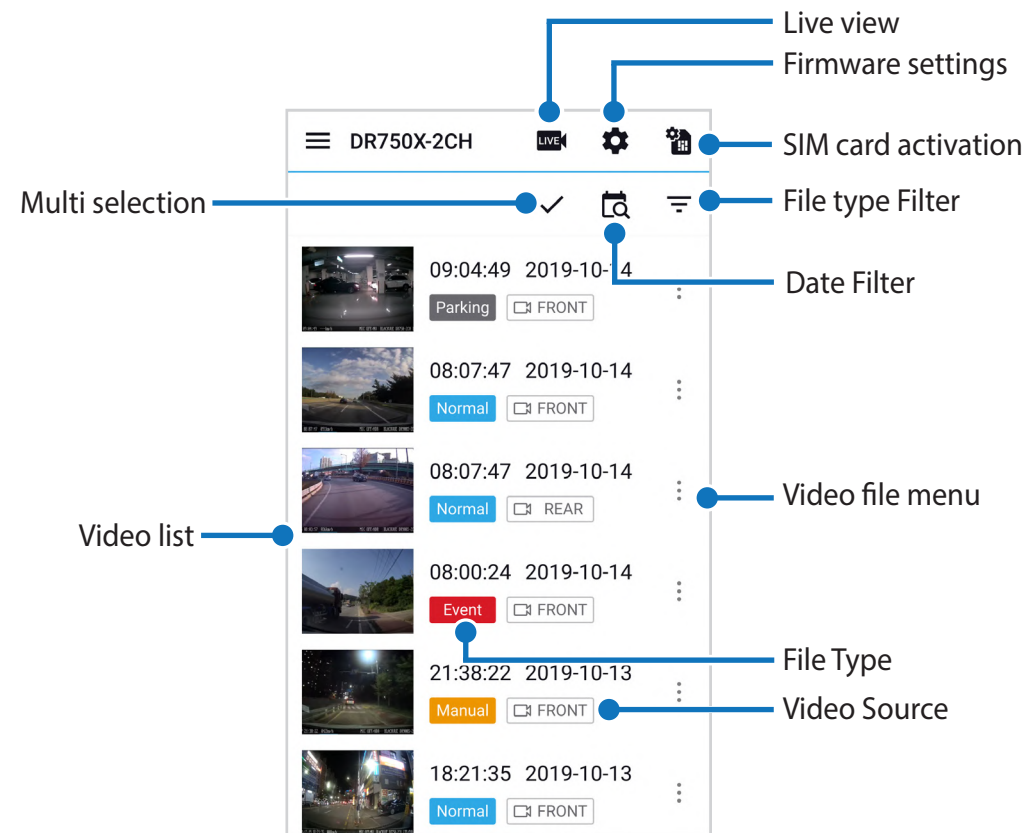 Live view
Firmware settings
DR750X-2CH
LIVE
SIM card activation
Multi selection
File type Filter
Date Filter
09:04:49 2019-10-14
Parking FRONT
08:07:47 2019-10-14
Normal FRONT
08:07:47 2019-10-14
Normal REAR
Video file menu
Video list
08:00:24 2019-10-14
Event FRONT
File Type
21:38:22 2019-10-13
Manual FRONT
Video Source
18:21:35 2019-10-13
Normal FRONT